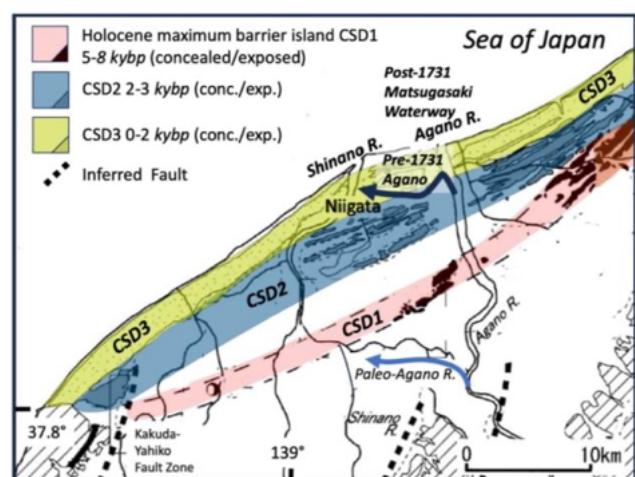 Holocene maximum barrier island CSD1
5-8 kybp (concealed/exposed)
CSD2 2-3 kybp (conc./exp.)
CSD3 0-2 kybp (conc./exp.)
Inferred Fault
Sea of Japan
Post-1731
Matsugasaki
Waterway
CSD3
Shinano R.
Agano R.
Pre-1731
Agano
Niigata
CSD2
CSD3
CSD1
Agano R.
Paleo-Agano R.
Shinano
R.
37.8°
Kakuda-
Yahiko
Fault Zone
139°
0
10km